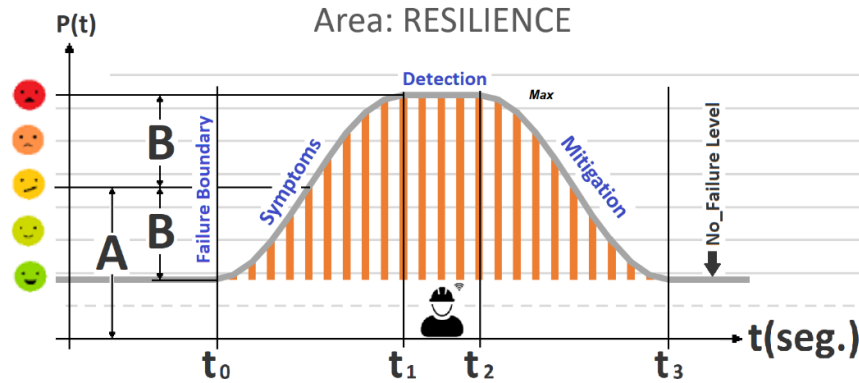 Area: RESILIENCE
P(t)
Detection
Max
B
B
A
Failure Boundary
Symptoms
Mitigation
No_Failure Level
t(seg.)
t0
t1
t2
t3